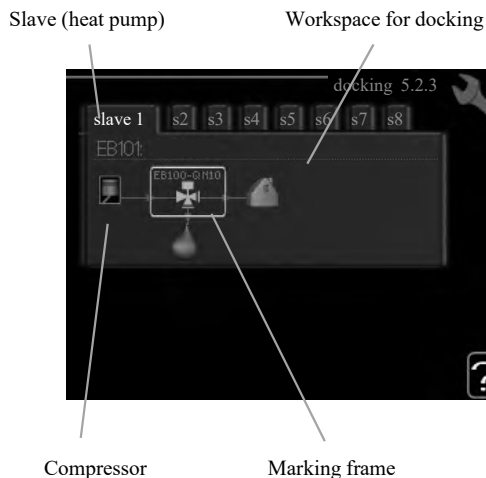 Slave (heat pump)
Workspace for docking
docking 5.2.3
slave 1 s2 s3 s4 s5 s6 s7 s8
EB101:
EB100-QN10
?
Compressor
Marking frame